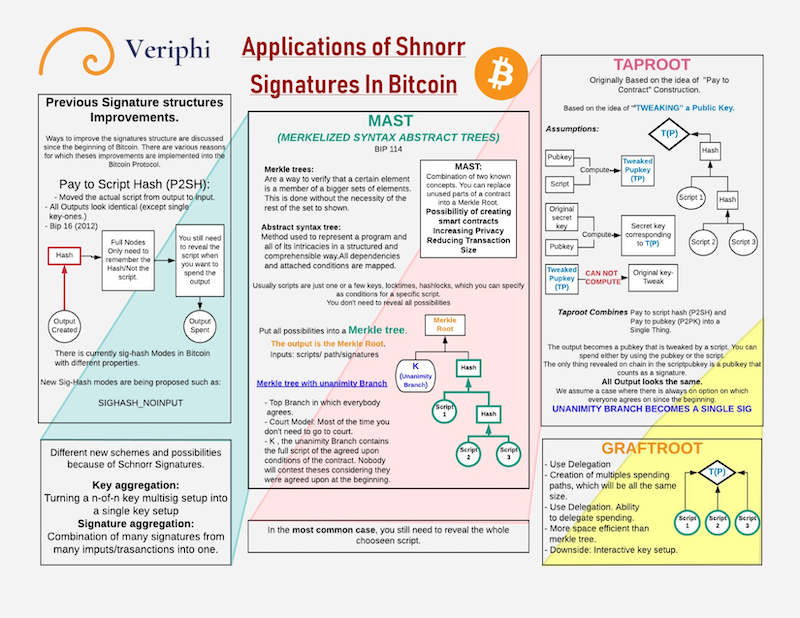 Veriphi
Applications of Shnorr
Signatures In Bitcoin
Previous Signature structures
Improvements.
Ways to improve the signatures structure are discussed
since the beginning of Bitcoin. There are various reasons
for which theses improvements are implemented into the
Bitcoin Protocol.
Pay to Script Hash (P2SH):
- Moved the actual script from output to input.
- All Outputs look identical (except single
key-ones.)
- Bip 16 (2012)
Hash
Full Nodes
Only need to
remember the
Hash/Not the
script.
You still need
to reveal the
script when
you want to
spend the
output
Output
Created
Output
Spent
There is currently sig-hash Modes in Bitcoin
with different properties.
New Sig-Hash modes are being proposed such as:
SIGHASH_NOINPUT
Different new schemes and possibilities
because of Schnorr Signatures.
Key aggregation:
Turning a n-of-n key multisig setup into
a single key setup
Signature aggregation:
Combination of many signatures from
many imputs/trasanctions into one.
MAST
(MERKELIZED SYNTAX ABSTRACT TREES)
BIP 114
Merkle trees:
Are a way to verify that a certain element
is a member of a bigger sets of elements.
This is done without the necessity of the
rest of the set to shown.
Abstract syntax tree:
Method used to represent a program and
all of its intricacies in a structured and
comprehensible way.All dependencies
and attached conditions are mapped.
MAST:
Combination of two known
concepts. You can replace
unused parts of a contract
into a Merkle Root.
Possibility of creating
smart contracts
Increasing Privacy
Reducing Transaction
Size
Usually scripts are just one or a few keys, locktimes, hashlocks, which you can specify
as conditions for a specific script.
You don't need to reveal all possibilities
Put all possibilities into a Merkle tree.
The output is the Merkle Root.
Inputs: scripts/ path/signatures
Merkle tree with unanimity Branch
- Top Branch in which everybody
agrees.
- Court Model: Most of the time you
don't need to go to court.
- K , the unanimity Branch contains
the full script of the agreed upon
conditions of the contract. Nobody
will contest theses considering they
were agreed upon at the beginning.
Merkle
Root
K
(Unanimity
Branch)
Hash
Script
1
Hash
Script
2
Script
3
In the most common case, you still need to reveal the whole
chooseen script.
TAPROOT
Originally Based on the idea of "Pay to
Contract" Construction.
Based on the idea of "TWEAKING" a Public Key.
Assumptions:
Pubkey
Script
Compute
Tweaked
Pupkey
(TP)
Original
secret
key
Pubkey
Compute
Secret key
corresponding
to T(P)
Tweaked
Pupkey
(TP)
CAN NOT
COMPUTE
Original key-
Tweak
T(P)
Hash
Script 1
Hash
Script 2
Script 3
Taproot Combines Pay to script hash (P2SH) and
Pay to pubkey (P2PK) into a
Single Thing.
The output becomes a pubkey that is tweaked by a script. You can
spend either by using the pubkey or the script.
The only thing revealed on chain in the scriptpubkey is a publkey that
counts as a signature.
All Output looks the same.
We assume a case where there is always on option on which
everyone agrees on since the beginning.
UNANIMITY BRANCH BECOMES A SINGLE SIG
GRAFTROOT
- Use Delegation
- Creation of multiples spending
paths, which will be all the same
size.
- Use Delegation. Ability
to delegate spending.
- More space efficient than
merkle tree.
- Downside: Interactive key setup.
T(P)
Script
1
Script
2
Script
3